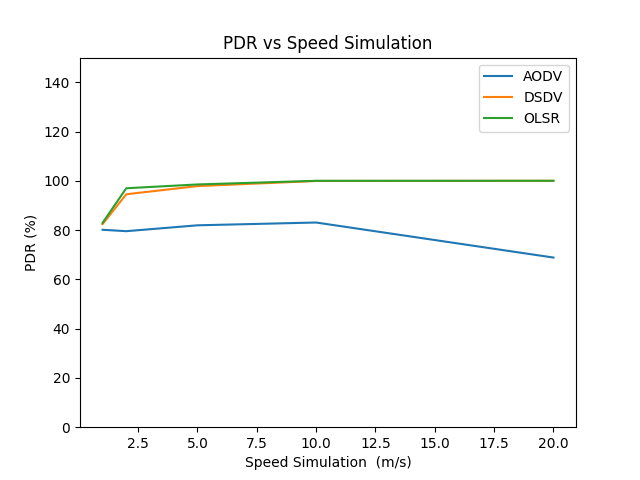 PDR vs Speed Simulation
AODV
DSDV
OLSR
PDR (%)
140
120
100
80
60
40
20
0
2.5 5.0 7.5 10.0 12.5 15.0 17.5 20.0
Speed Simulation  (m/s)